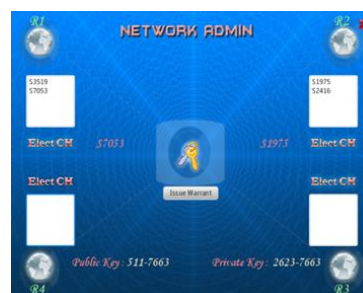 R1
NETWORK ADMIN
R2
S3519
S7053
S1975
S2416
Elect CH
S7053
S1975
Elect CH
Elect CH
Issue Warrant
Elect CH
Public Key : 511-7663
Private Key : 2623-7663
R4
R3